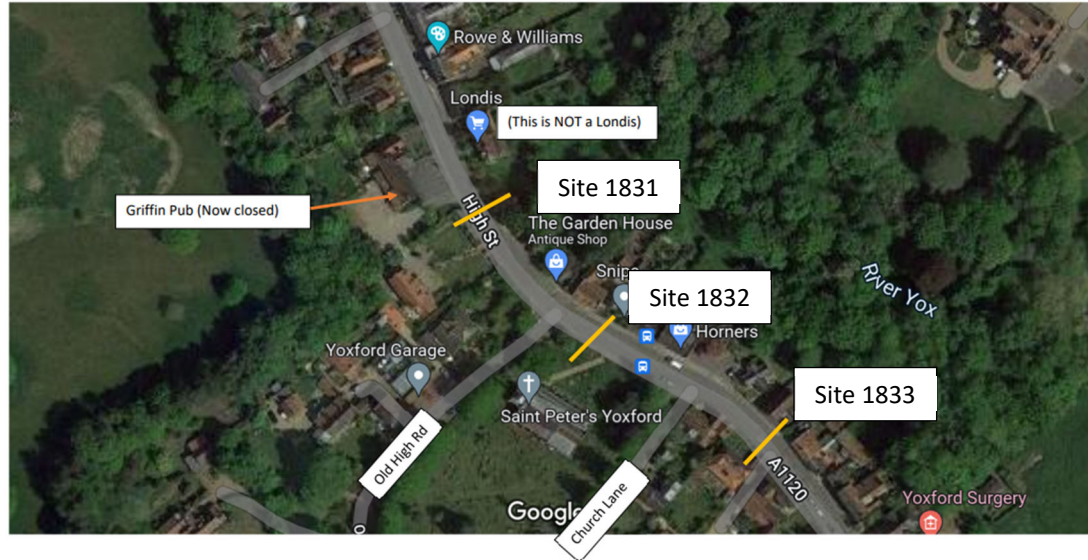 Rowe & Williams
Londis
(This is NOT a Londis)
Griffin Pub (Now closed)
Site 1831
High St
The Garden House
Antique Shop
Snipe
Site 1832
River Yox
Horners
Yoxford Garage
Saint Peter's Yoxford
Site 1833
Old High Rd
A1120
Church Lane
Google
Yoxford Surgery